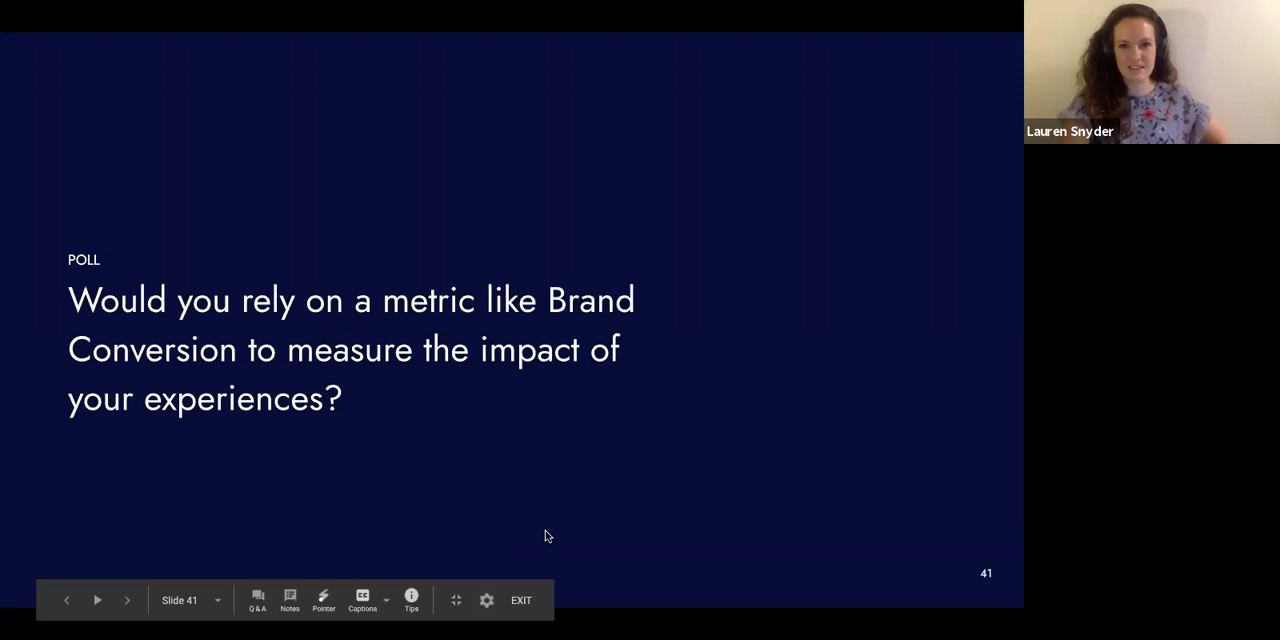 Lauren Snyder
POLL
Would you rely on a metric like Brand
Conversion to measure the impact of
your experiences?
41
Slide 41
Q & A
Notes
Pointer
CC
Captions
Tips
EXIT